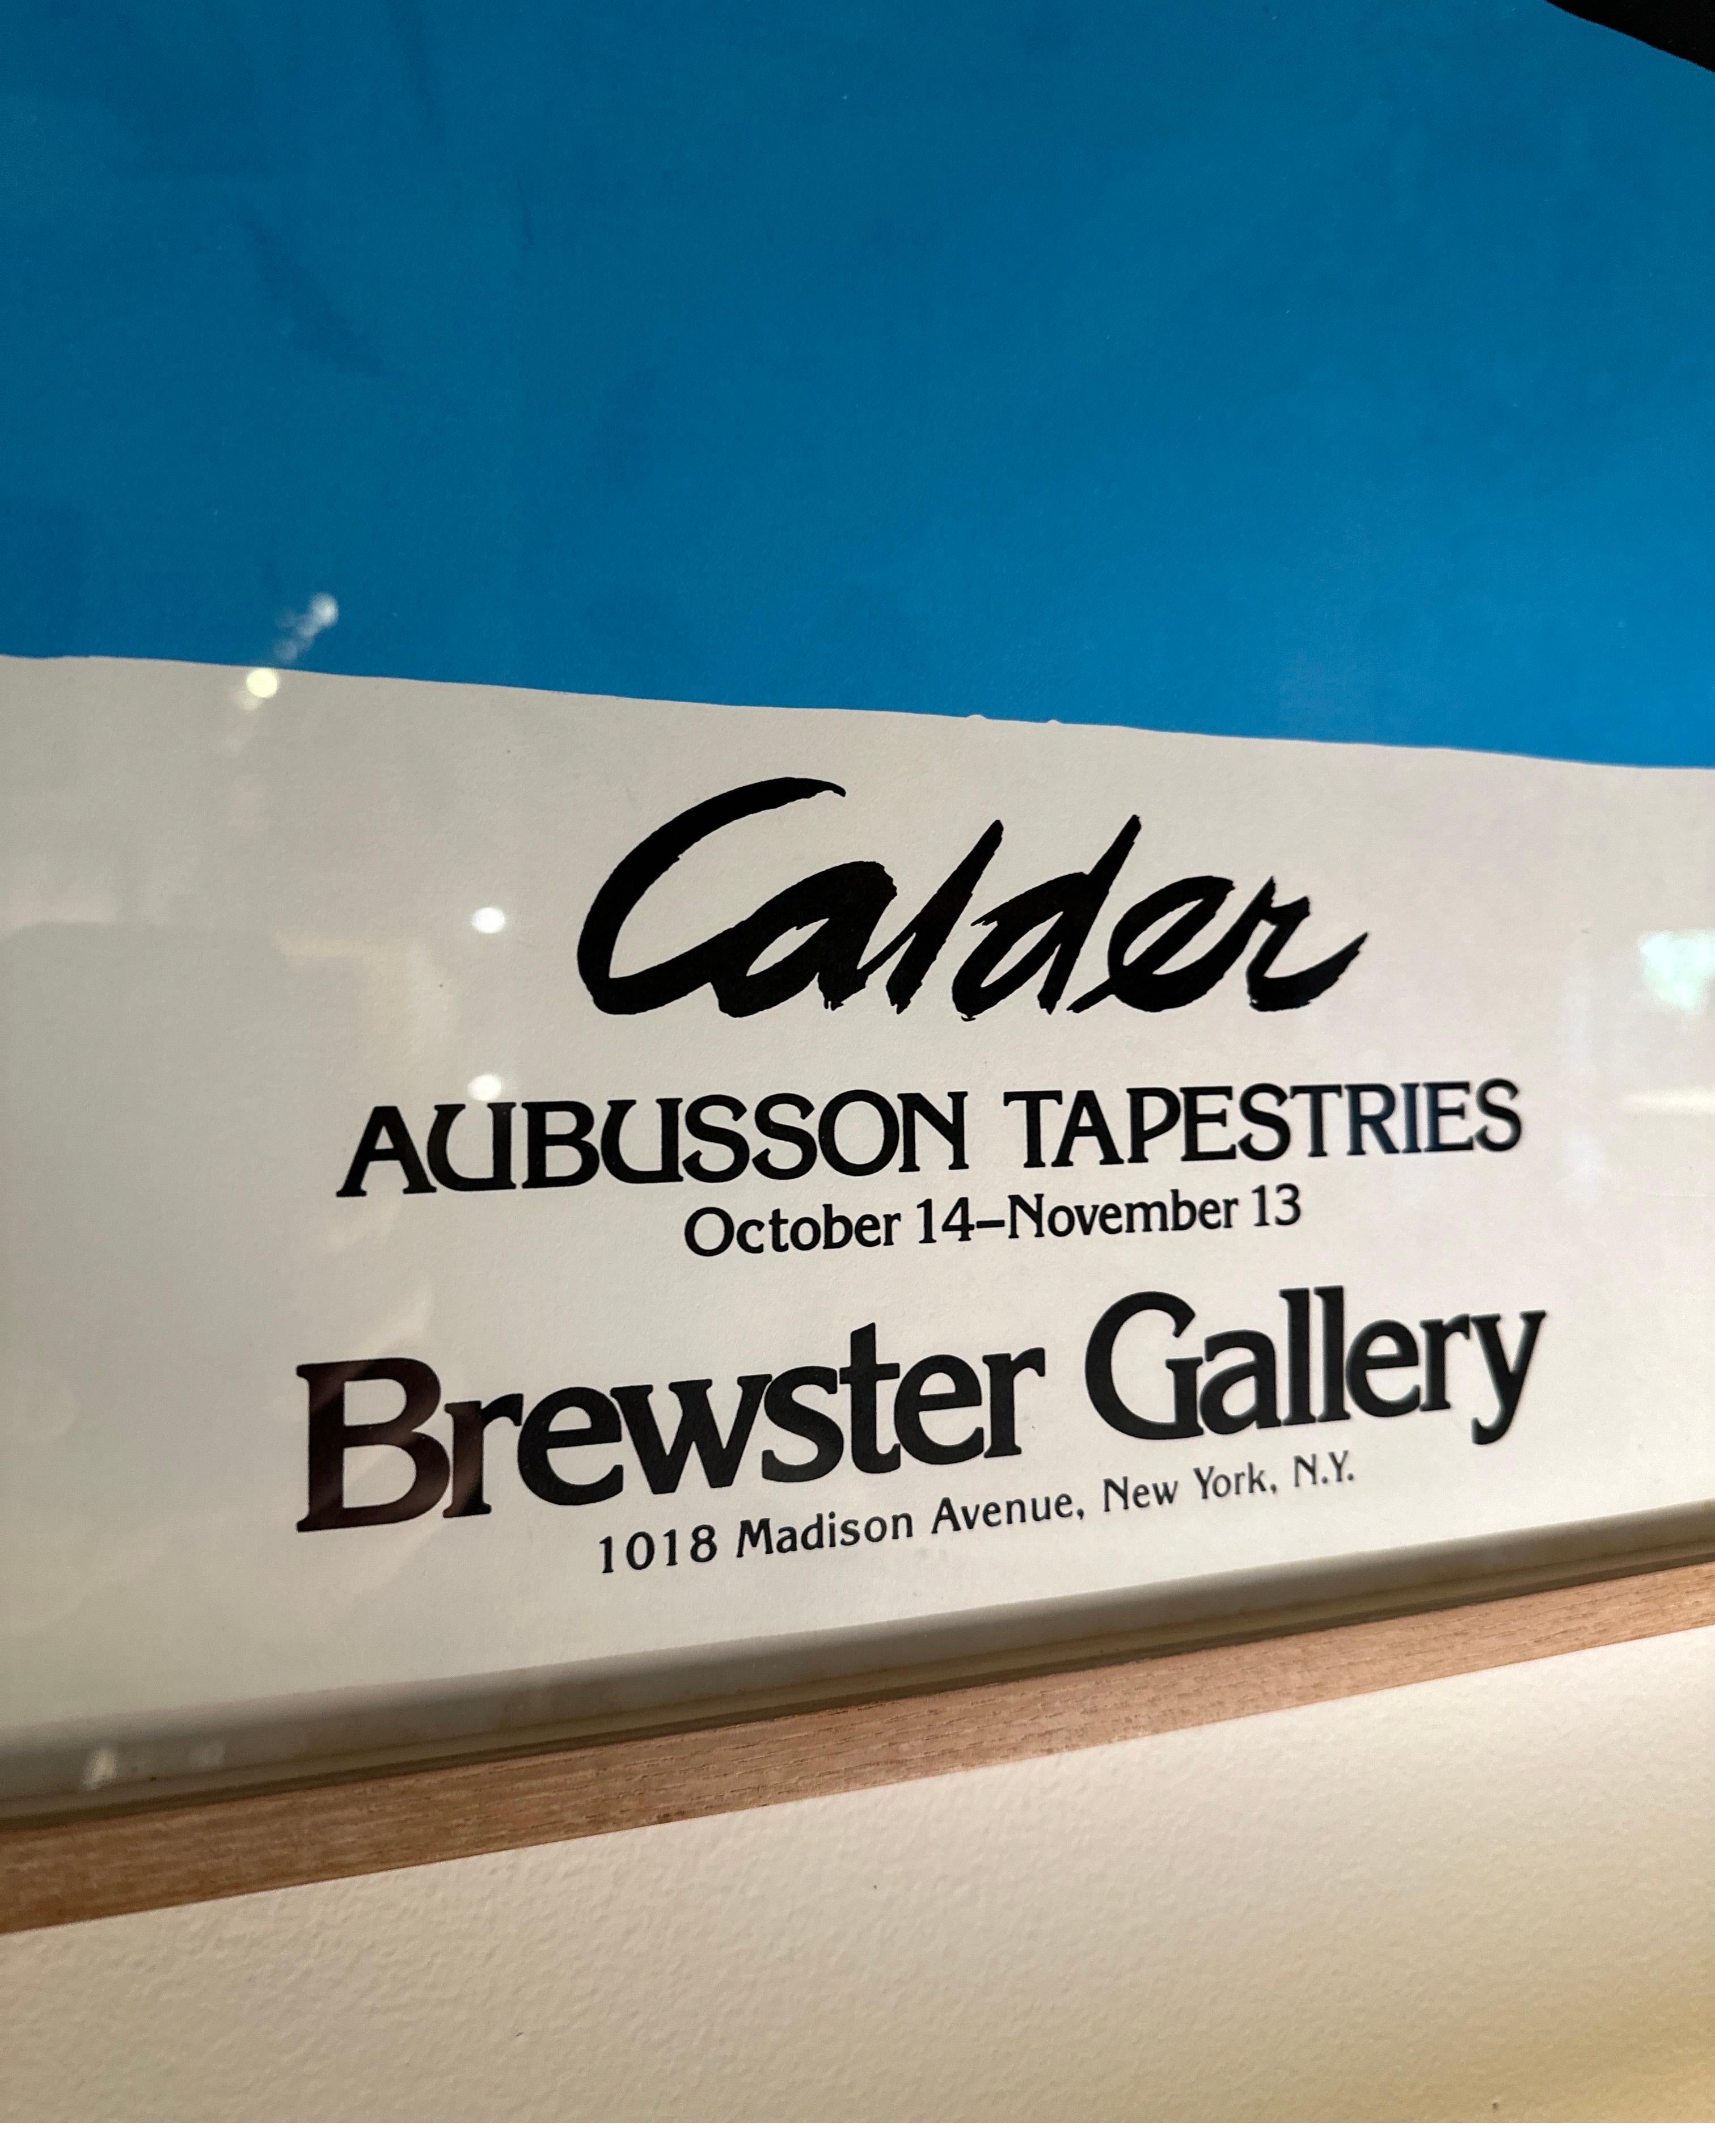 Calder
AUBUSSON TAPESTRIES
October 14–November 13
Brewster Gallery
1018 Madison Avenue, New York, N.Y.